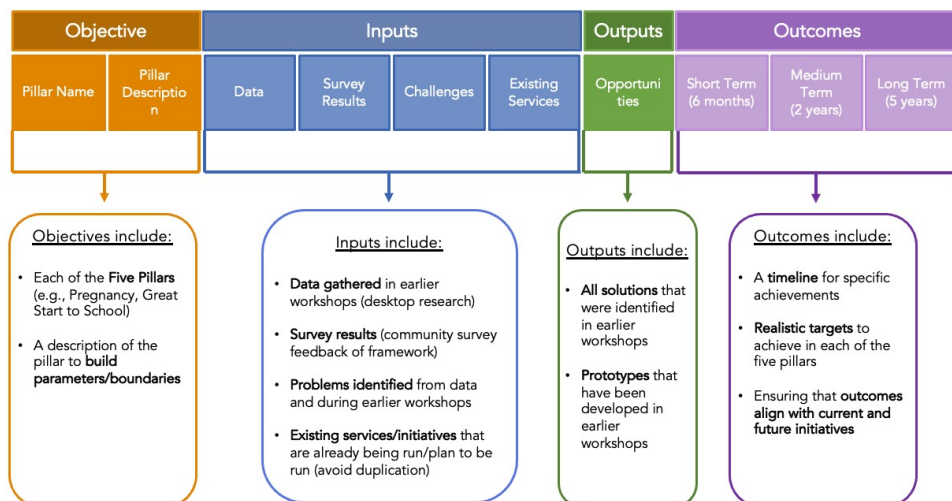 Objective
Inputs
Outputs
Outcomes
Pillar Name
Pillar
Descriptio
n
Data
Survey
Results
Challenges
Existing
Services
Opportuni
ties
Short Term
(6 months)
Medium
Term
(2 years)
Long Term
(5 years)
Objectives include:
• Each of the Five Pillars
(e.g., Pregnancy, Great
Start to School)
• A description of the
pillar to build
parameters/boundaries
Inputs include:
• Data gathered in earlier
workshops (desktop research)
• Survey results (community survey
feedback of framework)
• Problems identified from data
and during earlier workshops
• Existing services/initiatives that
are already being run/plan to be
run (avoid duplication)
Outputs include:
• All solutions that
were identified
in earlier
workshops
• Prototypes that
have been
developed in
earlier
workshops
Outcomes include:
• A timeline for specific
achievements
• Realistic targets to
achieve in each of the
five pillars
• Ensuring that outcomes
align with current and
future initiatives